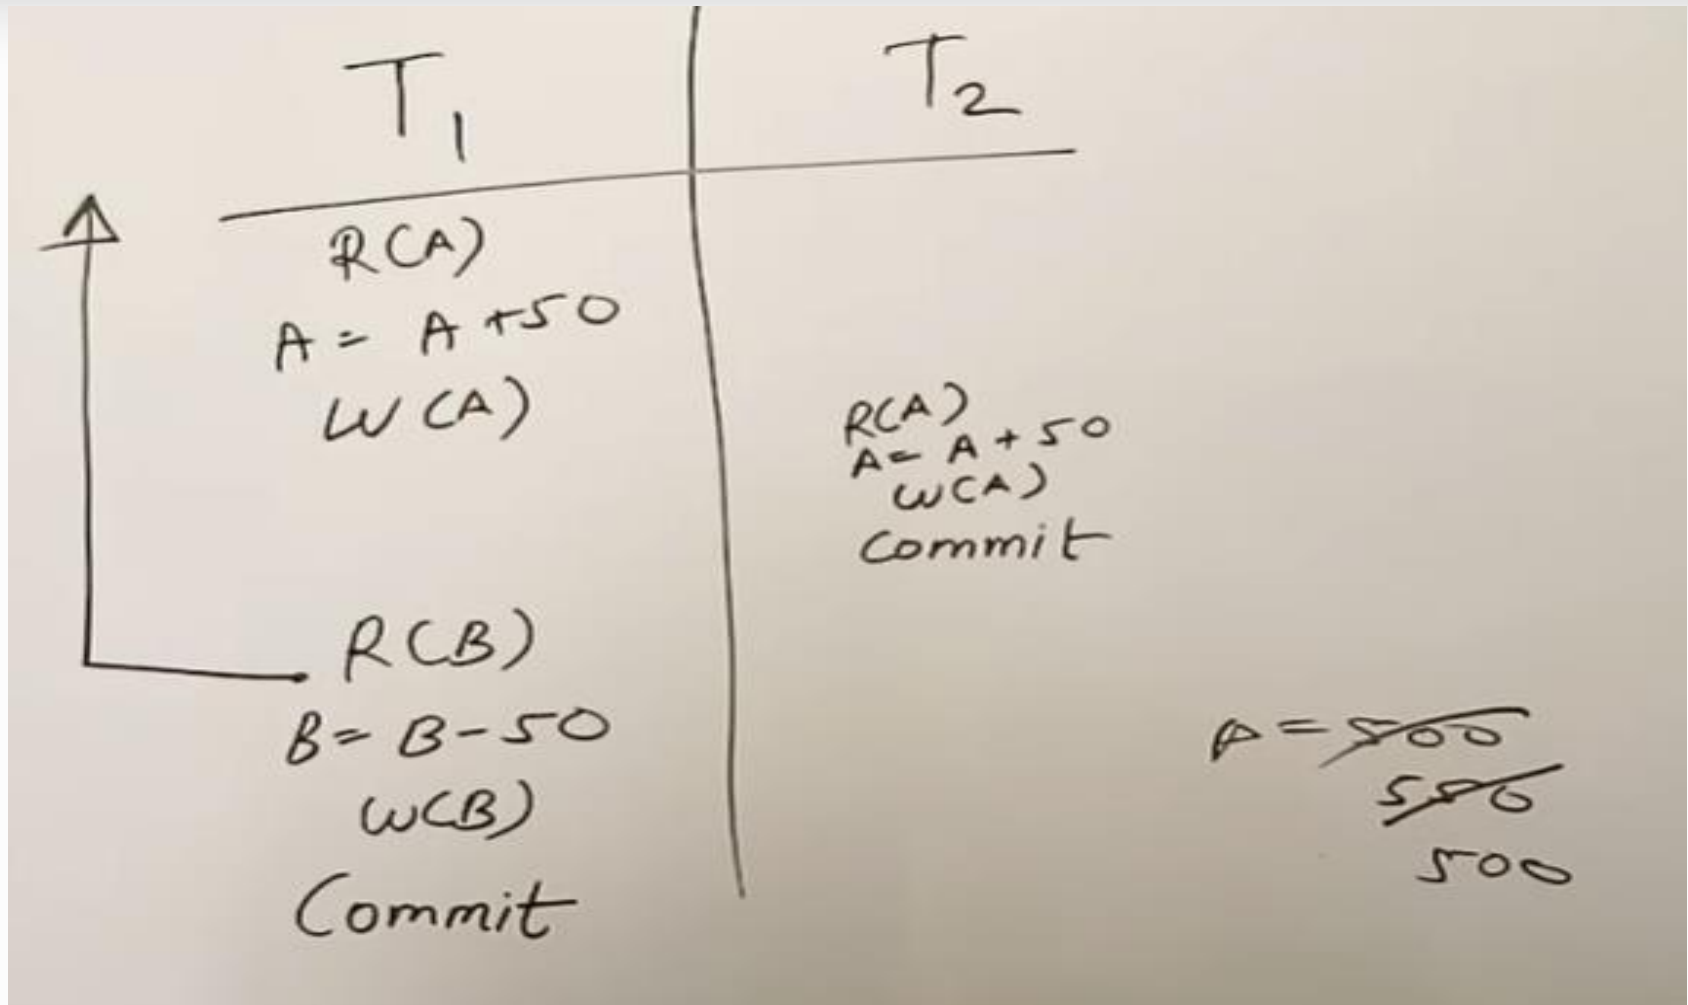 T1
T2
R(A)
A = A +50
W(A)
R(A)
A = A + 50
W(A)
Commit
R(B)
B = B - 50
W(B)
Commit
A = 500
550
500